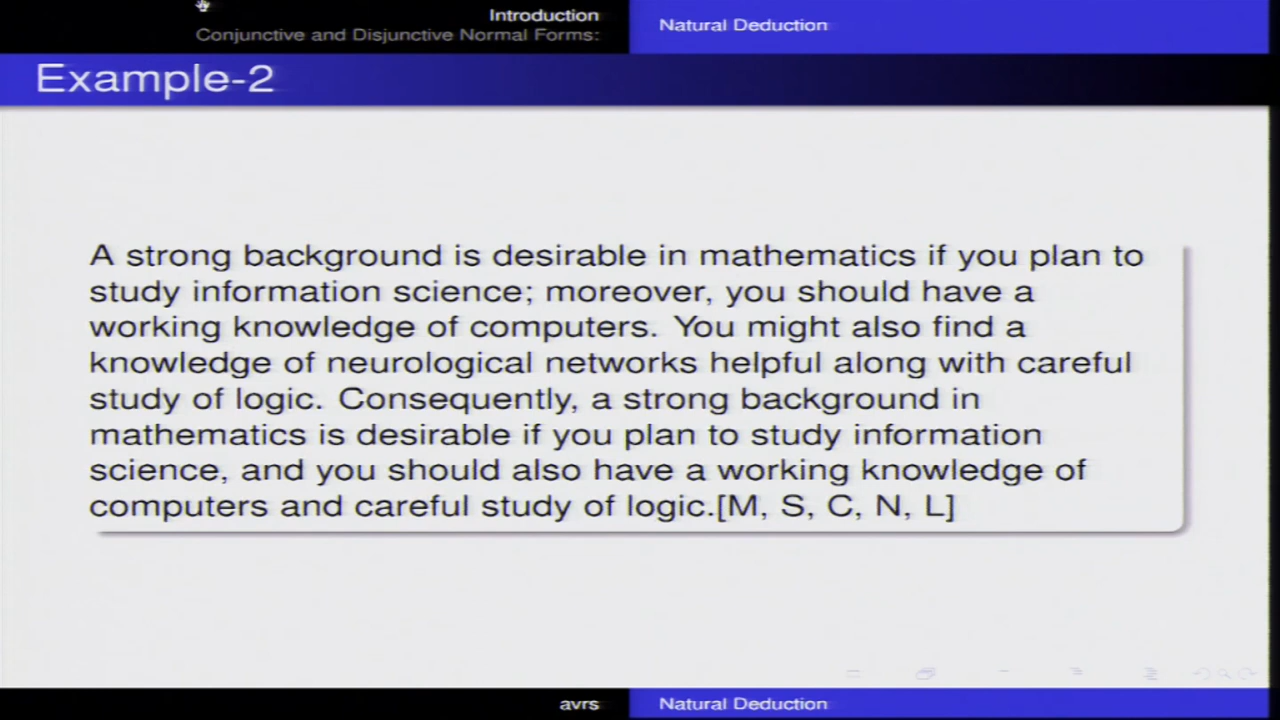 Introduction
Conjunctive and Disjunctive Normal Forms:
Natural Deduction
Example-2
A strong background is desirable in mathematics if you plan to
study information science; moreover, you should have a
working knowledge of computers. You might also find a
knowledge of neurological networks helpful along with careful
study of logic. Consequently, a strong background in
mathematics is desirable if you plan to study information
science, and you should also have a working knowledge of
computers and careful study of logic.[M, S, C, N, L]
avrs
Natural Deduction